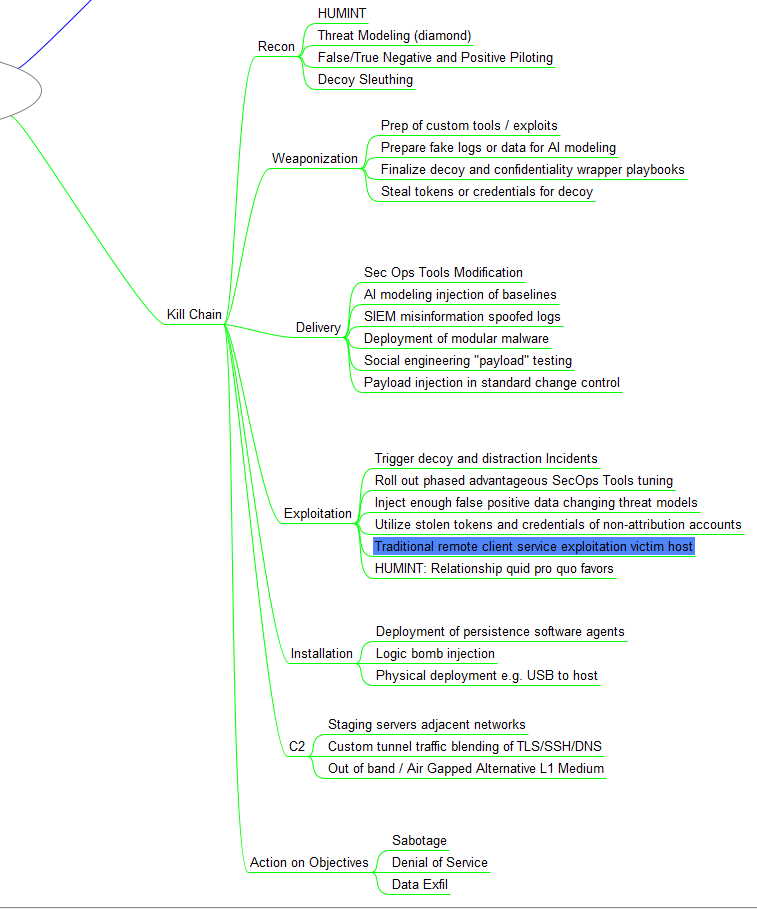 Kill Chain
Recon
HUMINT
Threat Modeling (diamond)
False/True Negative and Positive Piloting
Decoy Sleuthing
Weaponization
Prep of custom tools / exploits
Prepare fake logs or data for AI modeling
Finalize decoy and confidentiality wrapper playbooks
Steal tokens or credentials for decoy
Delivery
Sec Ops Tools Modification
AI modeling injection of baselines
SIEM misinformation spoofed logs
Deployment of modular malware
Social engineering "payload" testing
Payload injection in standard change control
Exploitation
Trigger decoy and distraction Incidents
Roll out phased advantageous SecOps Tools tuning
Inject enough false positive data changing threat models
Utilize stolen tokens and credentials of non-attribution accounts
Traditional remote client service exploitation victim host
HUMINT: Relationship quid pro quo favors
Installation
Deployment of persistence software agents
Logic bomb injection
Physical deployment e.g. USB to host
C2
Staging servers adjacent networks
Custom tunnel traffic blending of TLS/SSH/DNS
Out of band / Air Gapped Alternative L1 Medium
Action on Objectives
Sabotage
Denial of Service
Data Exfil